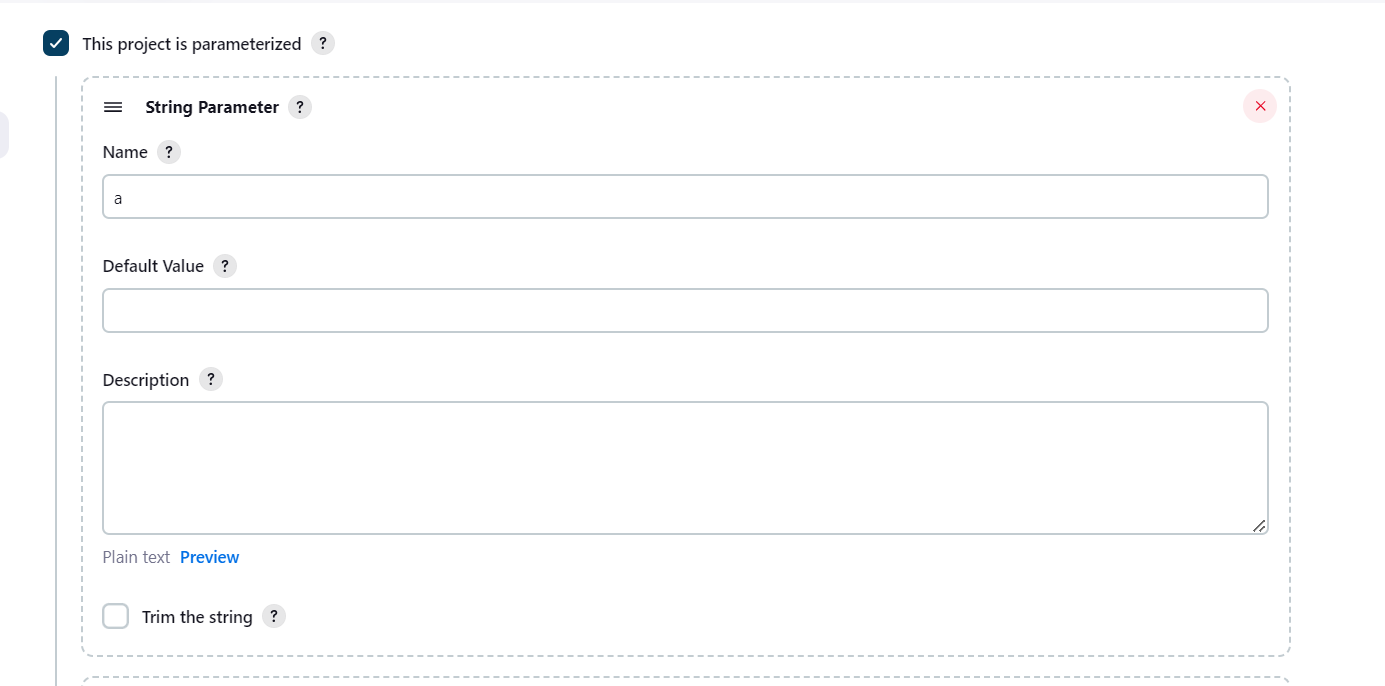 This project is parameterized ?
String Parameter ?
Name ?
a
Default Value ?
Description ?
Plain text Preview
Trim the string ?